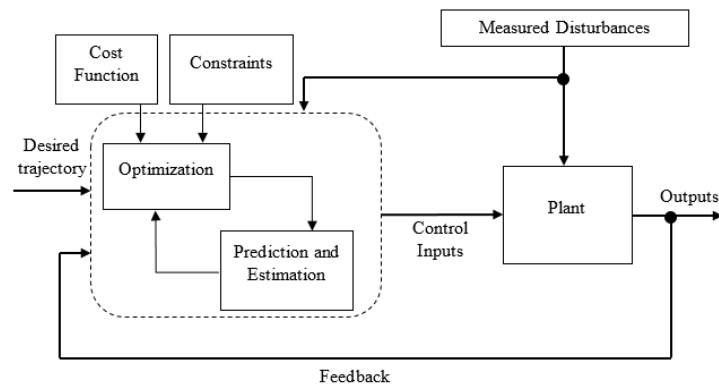 Measured Disturbances
Cost
Function
Constraints
Desired
trajectory
Optimization
Prediction and
Estimation
Control
Inputs
Plant
Outputs
Feedback